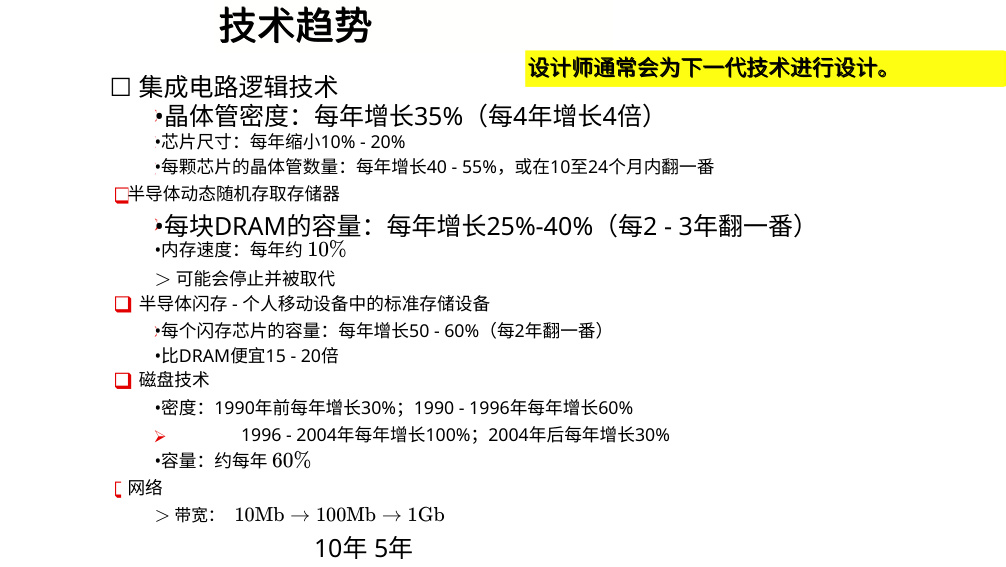 技术趋势
设计师通常会为下一代技术进行设计。
□ 集成电路逻辑技术
•晶体管密度：每年增长35%（每4年增长4倍）
•芯片尺寸：每年缩小10% - 20%
•每颗芯片的晶体管数量：每年增长40 - 55%，或在10至24个月内翻一番
❑半导体动态随机存取存储器
•每块DRAM的容量：每年增长25%-40%（每2 - 3年翻一番）
•内存速度：每年约 10%
> 可能会停止并被取代
❑ 半导体闪存 - 个人移动设备中的标准存储设备
•每个闪存芯片的容量：每年增长50 - 60%（每2年翻一番）
•比DRAM便宜15 - 20倍
❑ 磁盘技术
•密度：1990年前每年增长30%；1990 - 1996年每年增长60%
➢ 1996 - 2004年每年增长100%；2004年后每年增长30%
•容量：约每年 60%
网络
> 带宽： 10Mb → 100Mb → 1Gb
10年 5年